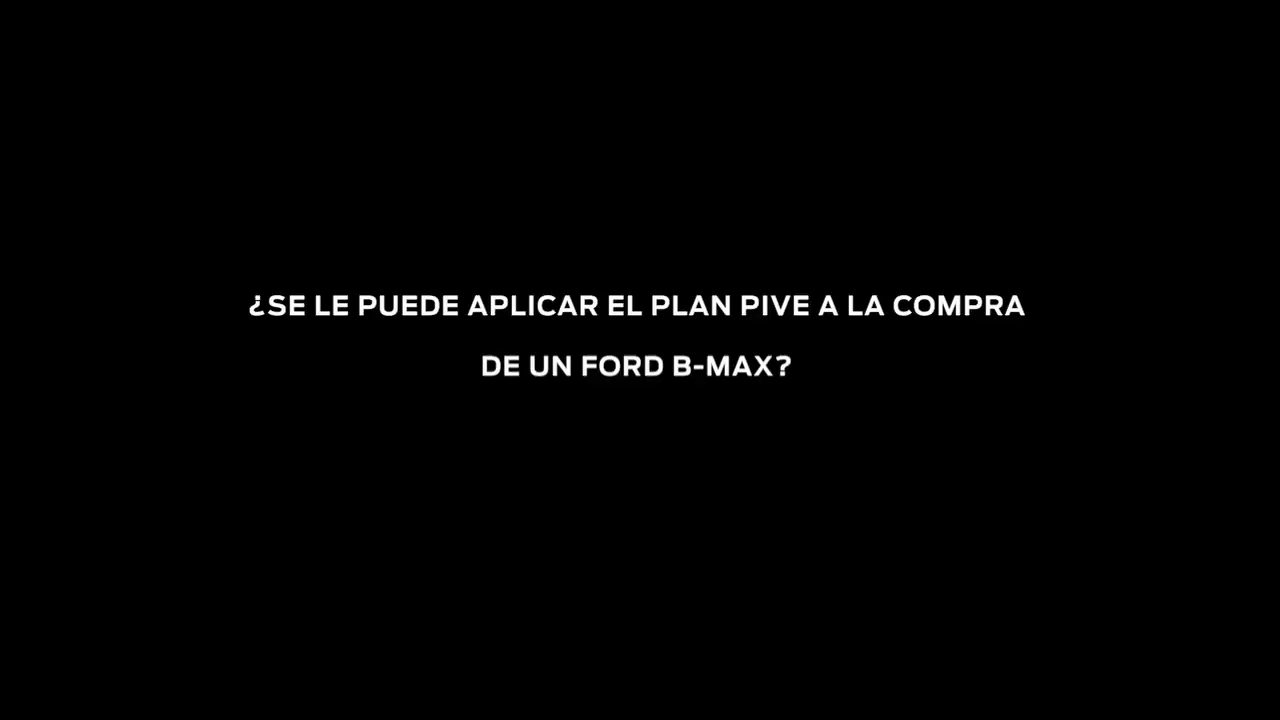 ¿SE LE PUEDE APLICAR EL PLAN PIVE A LA COMPRA
DE UN FORD B-MAX?